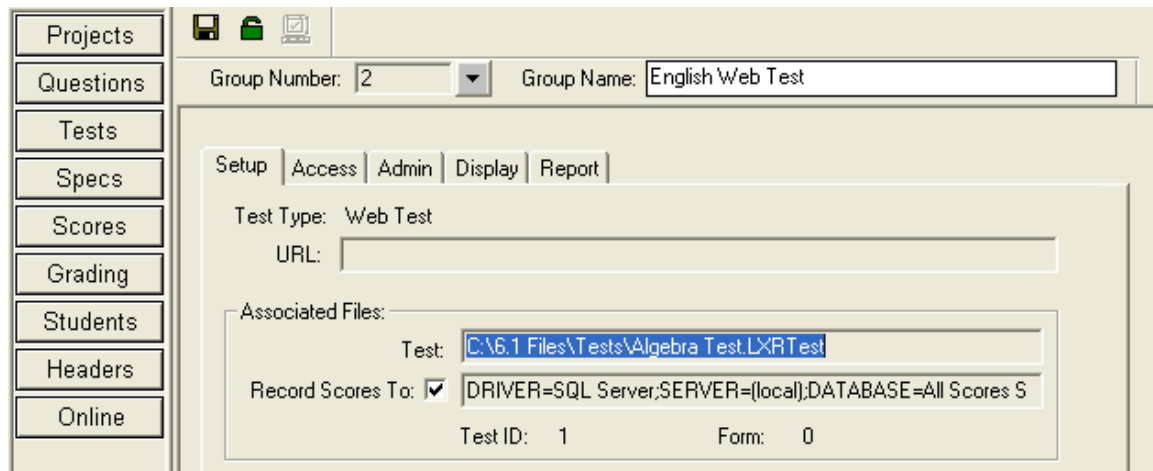 Projects
Questions
Tests
Specs
Scores
Grading
Students
Headers
Online
Group Number: 2 Group Name: English Web Test
Setup Access Admin Display Report
Test Type: Web Test
URL:
Associated Files:
Test: C:\6.1 Files\Tests\Algebra Test.LXRTest
Record Scores To: DRIVER=SQL Server;SERVER=(local);DATABASE=All Scores S
Test ID: 1 Form: 0